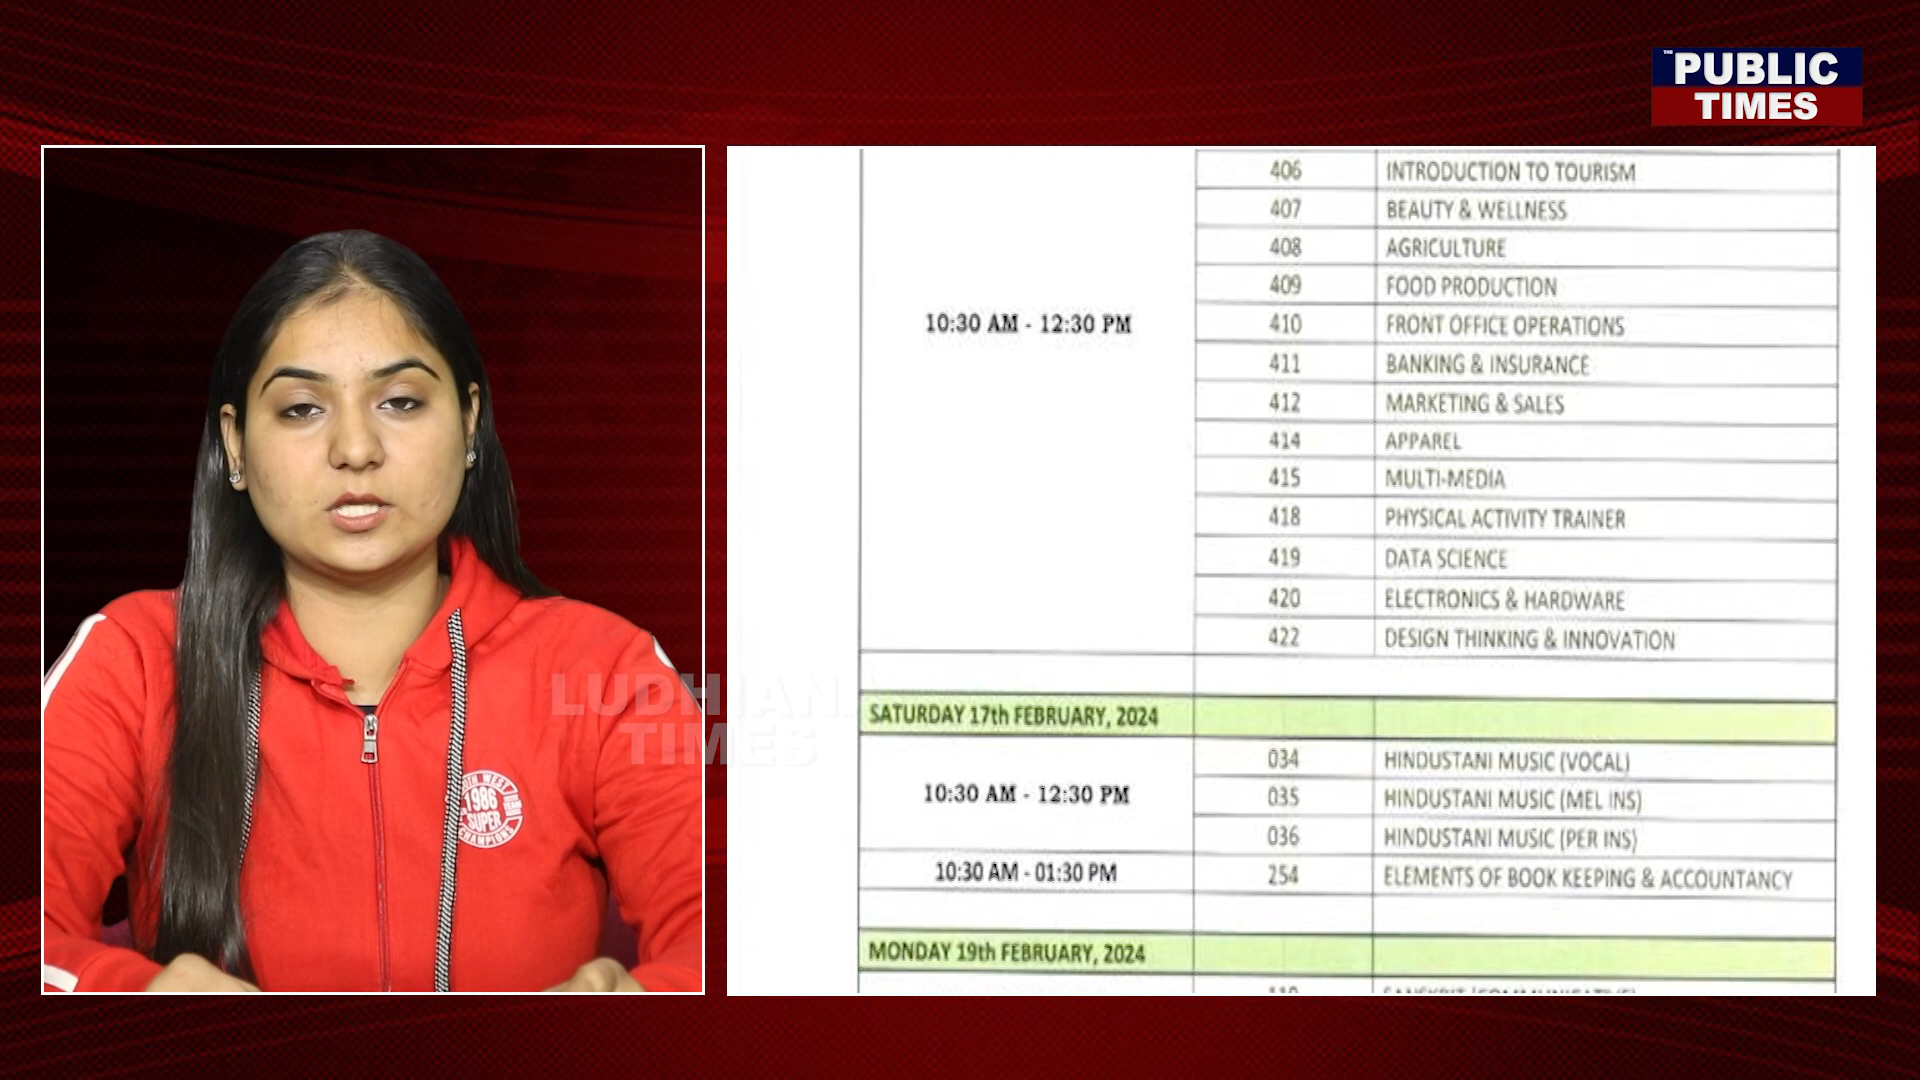 THE
PUBLIC
TIMES
406 INTRODUCTION TO TOURISM
407 BEAUTY & WELLNESS
408 AGRICULTURE
409 FOOD PRODUCTION
10:30 AM - 12:30 PM 410 FRONT OFFICE OPERATIONS
411 BANKING & INSURANCE
412 MARKETING & SALES
414 APPAREL
415 MULTI-MEDIA
418 PHYSICAL ACTIVITY TRAINER
419 DATA SCIENCE
420 ELECTRONICS & HARDWARE
422 DESIGN THINKING & INNOVATION
SATURDAY 17th FEBRUARY, 2024
10:30 AM - 12:30 PM 034 HINDUSTANI MUSIC (VOCAL)
035 HINDUSTANI MUSIC (MEL INS)
036 HINDUSTANI MUSIC (PER INS)
10:30 AM - 01:30 PM 254 ELEMENTS OF BOOK KEEPING & ACCOUNTANCY
MONDAY 19th FEBRUARY, 2024
LUDHIANA
TIMES
1986
SUPER
CHAMPIONS